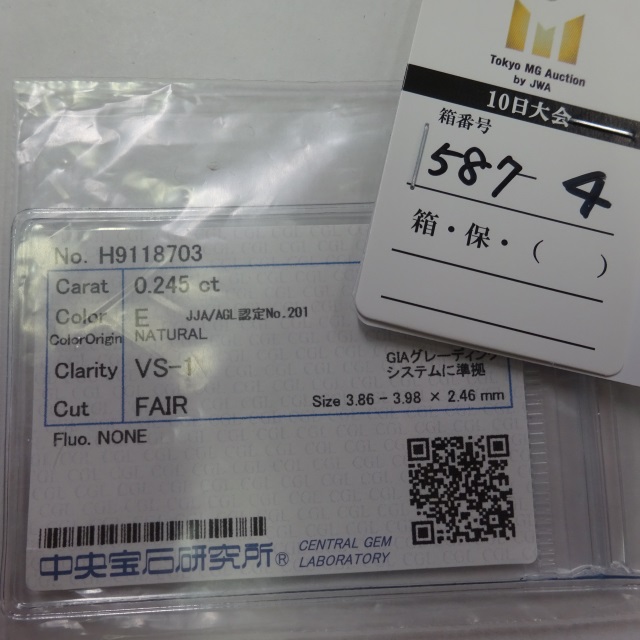 Tokyo MG Auction
by JWA
10日大会
箱番号
587-4
箱・保・(　　)
No. H9118703
Carat 0.245 ct
Color E JJA/AGL認定No.201
ColorOrigin NATURAL
Clarity VS-1
GIAグレーディング
システムに準拠
Cut FAIR Size 3.86 - 3.98 × 2.46 mm
Fluo. NONE
中央宝石研究所® CENTRAL GEM
LABORATORY